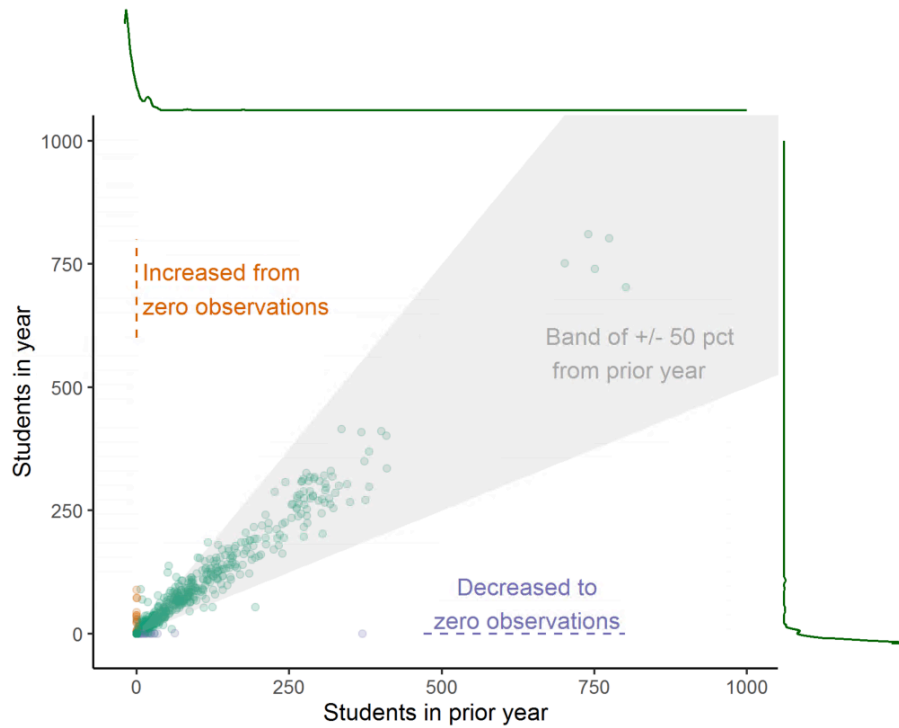 1000
750
500
250
0
Students in year
Increased from
zero observations
Band of +/- 50 pct
from prior year
Decreased to
zero observations
0
250
500
750
1000
Students in prior year